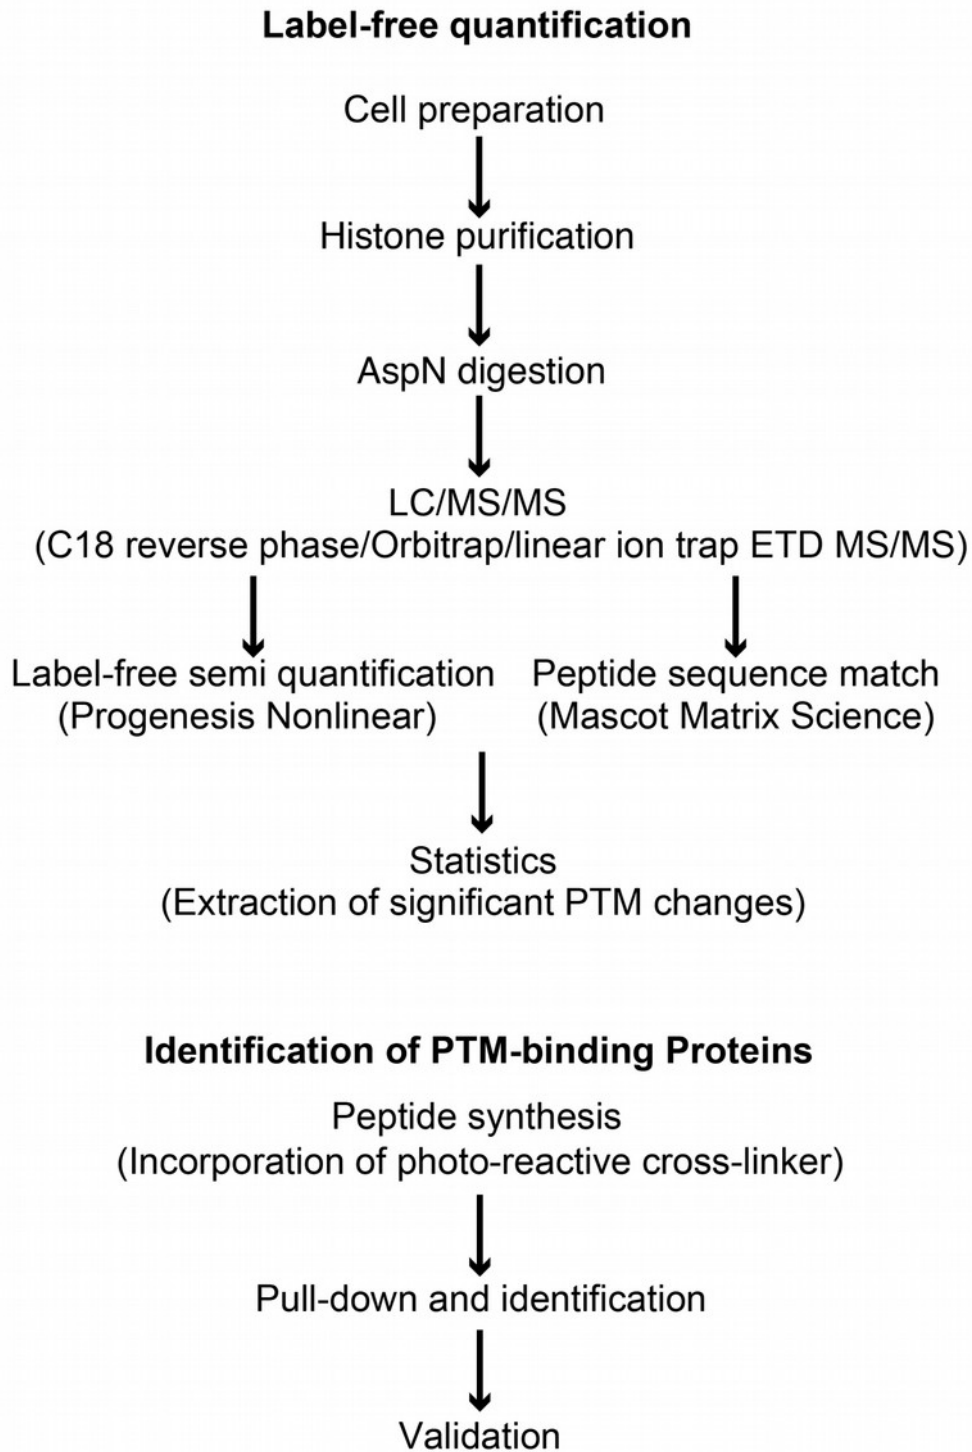 Label-free quantification
Cell preparation
Histone purification
AspN digestion
LC/MS/MS
(C18 reverse phase/Orbitrap/linear ion trap ETD MS/MS)
Label-free semi quantification
(Progenesis Nonlinear)
Peptide sequence match
(Mascot Matrix Science)
Statistics
(Extraction of significant PTM changes)
Identification of PTM-binding Proteins
Peptide synthesis
(Incorporation of photo-reactive cross-linker)
Pull-down and identification
Validation